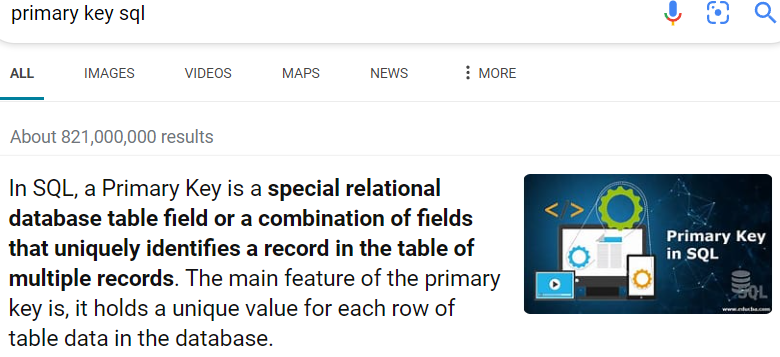 primary key sql
ALL IMAGES VIDEOS MAPS NEWS MORE
About 821,000,000 results
In SQL, a Primary Key is a special relational
database table field or a combination of fields
that uniquely identifies a record in the table of
multiple records. The main feature of the primary
key is, it holds a unique value for each row of
table data in the database.
</>
Primary Key
in SQL
SQL
www.educba.com